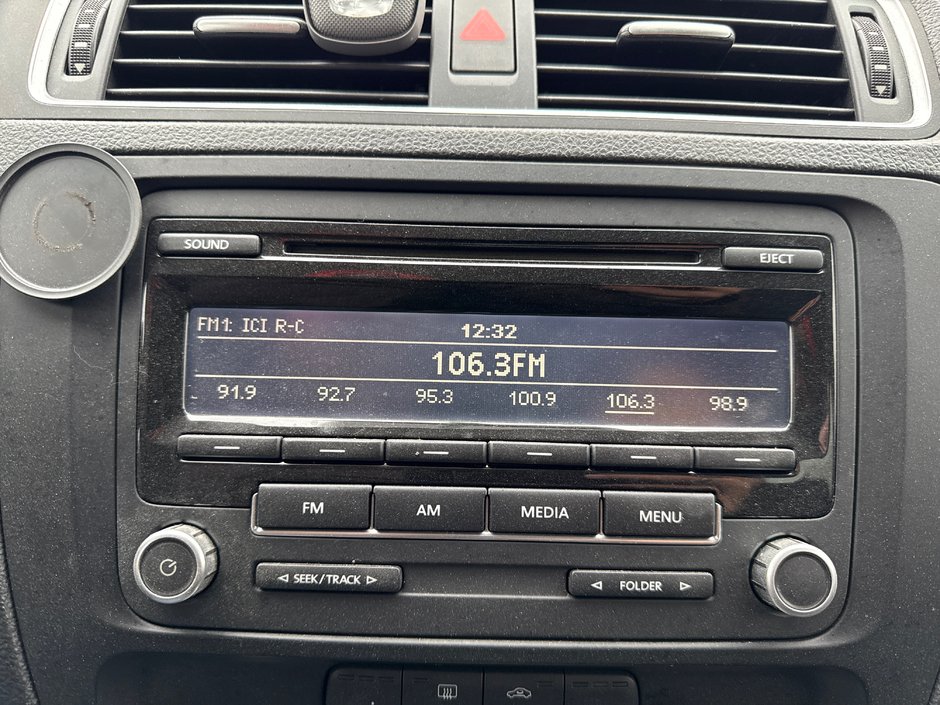 SOUND EJECT
FM1: ICI R-C 12:32
106.3FM
91.9 92.7 95.3 100.9 106.3 98.9
FM AM MEDIA MENU
SEEK/TRACK FOLDER